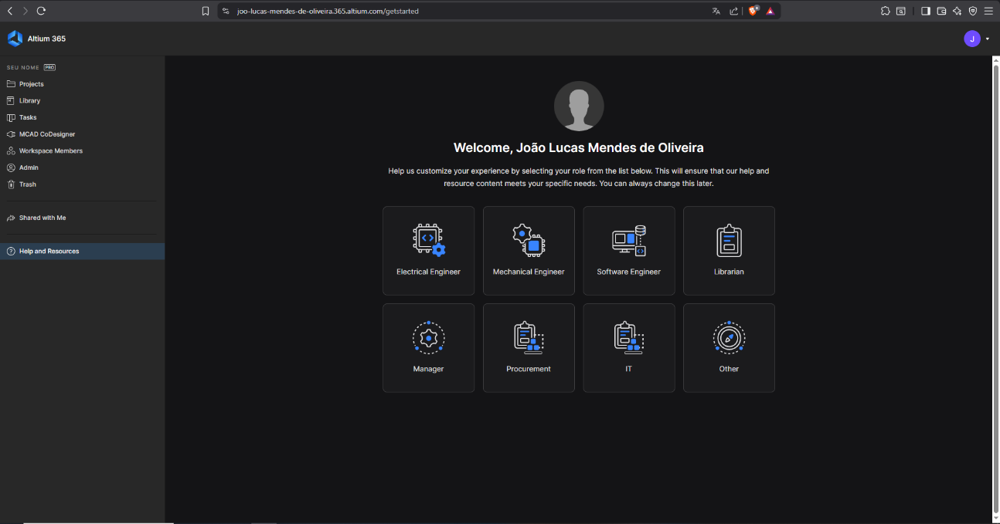 joo-lucas-mendes-de-oliveira.365.altium.com/getstarted
Altium 365
J
SEU NOME PRO
Projects
Library
Tasks
MCAD CoDesigner
Workspace Members
Admin
Trash
Shared with Me
Help and Resources
Welcome, João Lucas Mendes de Oliveira
Help us customize your experience by selecting your role from the list below. This will ensure that our help and
resource content meets your specific needs. You can always change this later.
Electrical Engineer
Mechanical Engineer
Software Engineer
Librarian
Manager
Procurement
IT
Other